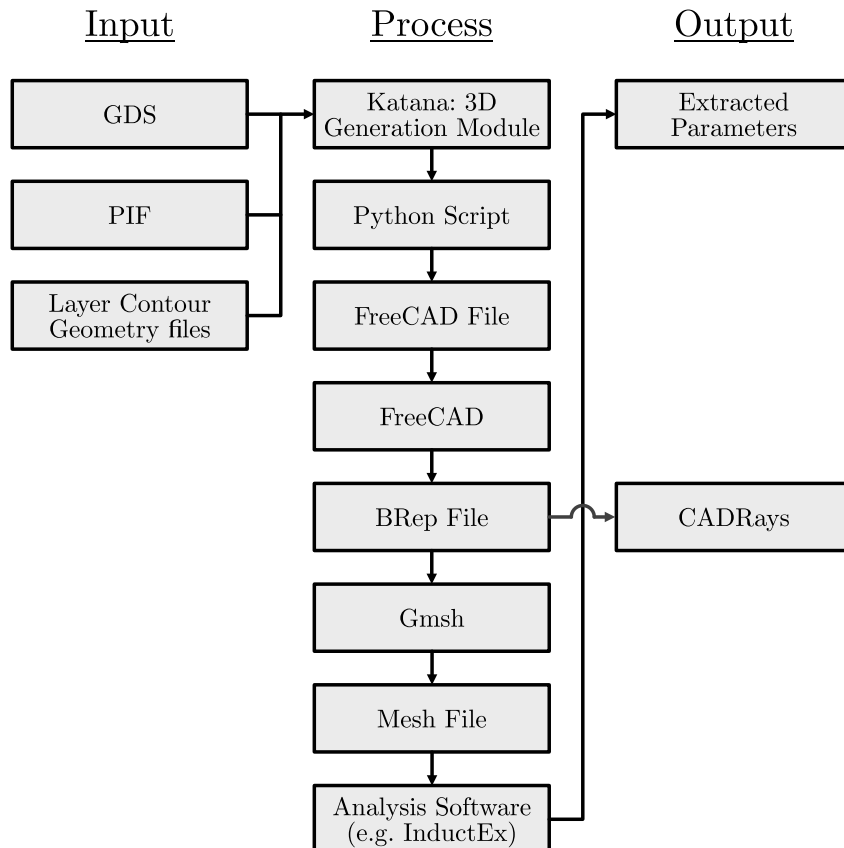 Input
Process
Output
GDS
PIF
Layer Contour
Geometry files
Katana: 3D
Generation Module
Python Script
FreeCAD File
FreeCAD
BRep File
Gmsh
Mesh File
Analysis Software
(e.g. InductEx)
Extracted
Parameters
CADRays